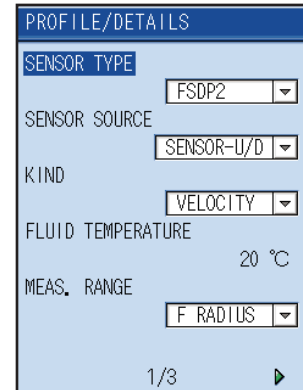 PROFILE/DETAILS
SENSOR TYPE
FSDP2
SENSOR SOURCE
SENSOR-U/D
KIND
VELOCITY
FLUID TEMPERATURE
20 ℃
MEAS. RANGE
F RADIUS
1/3